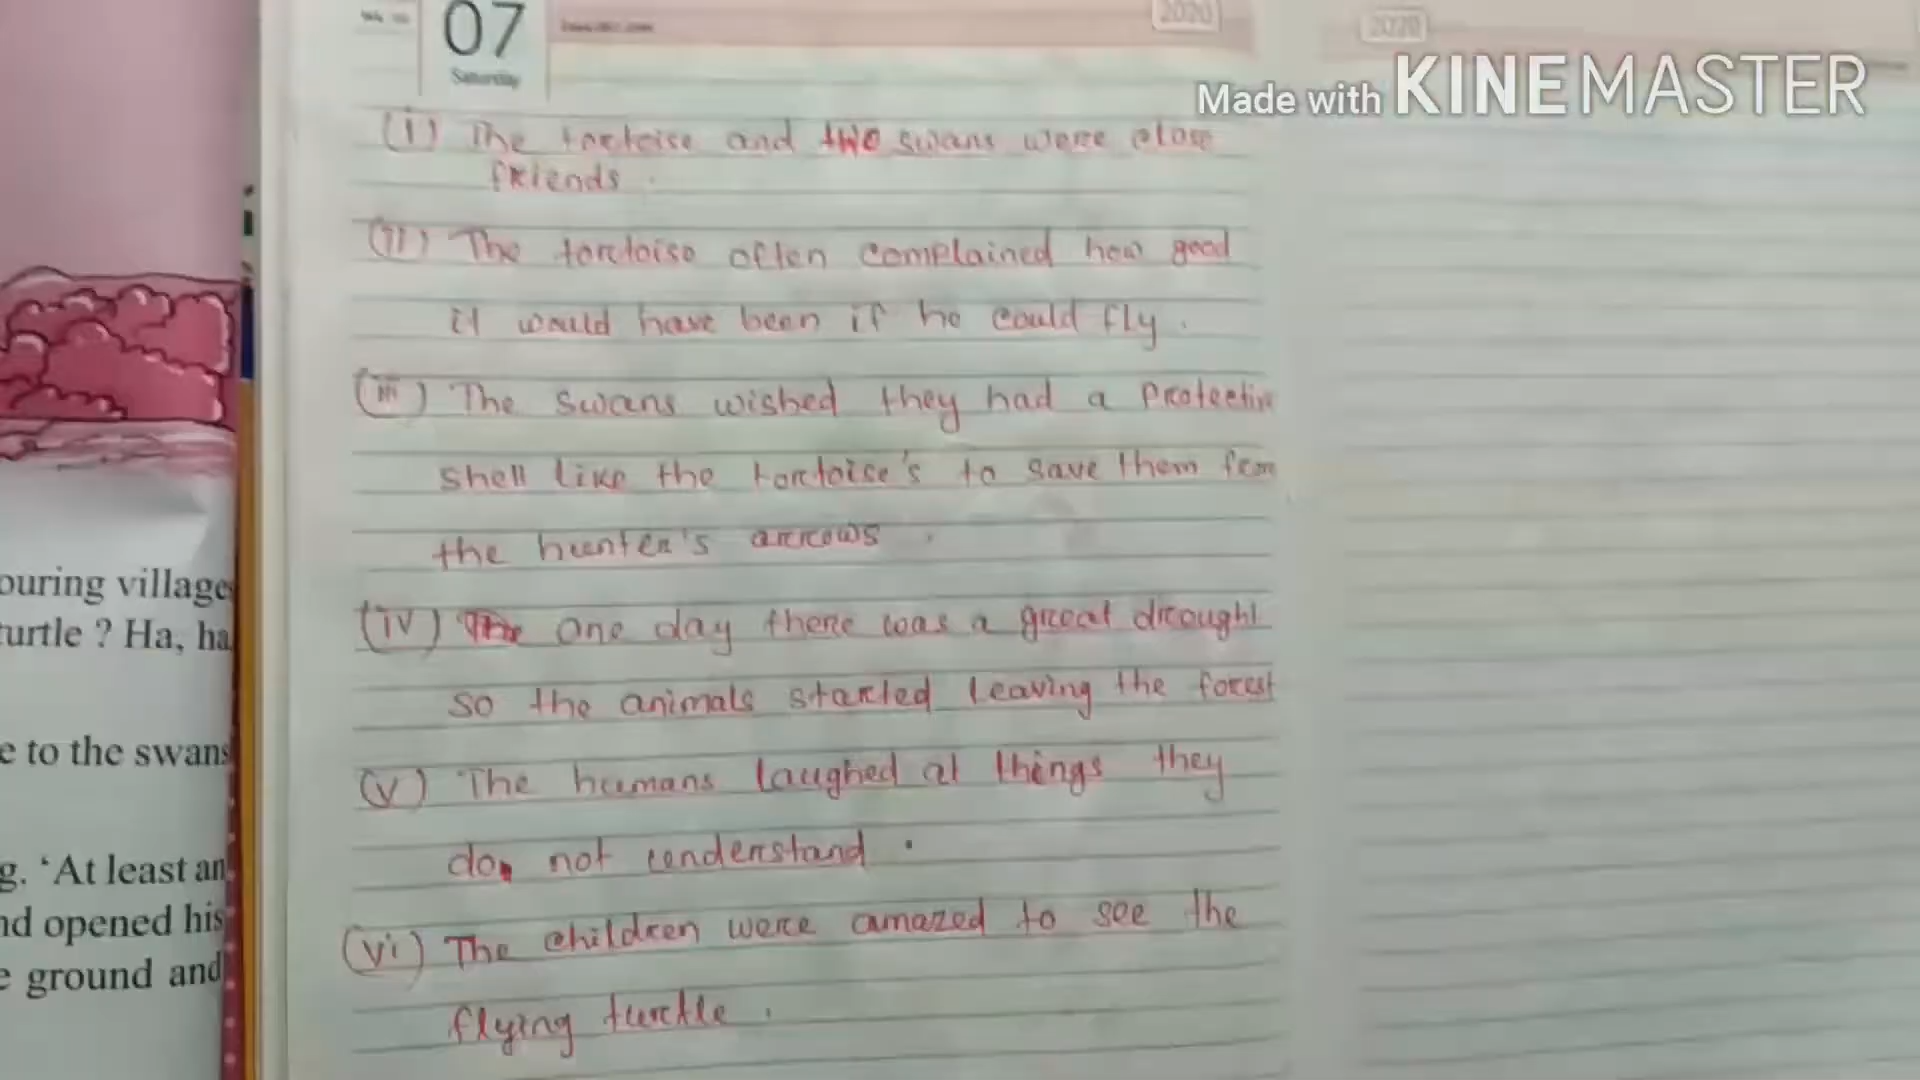 07
Saturday
2020
2020
Made with KINEMASTER
(i) The tortoise and two swans were close
friends.
(ii) The tortoise often complained how good
it would have been if he could fly.
(iii) The swans wished they had a protective
shell like the tortoise's to save them from
the hunter's arrows.
(iv) One day there was a great drought
so the animals started leaving the forest
(v) The humans laughed at things they
do not understand.
(vi) The children were amazed to see the
flying turtle.
ouring village
turtle ? Ha, ha
e to the swans
g. ‘At least an
nd opened his
e ground and